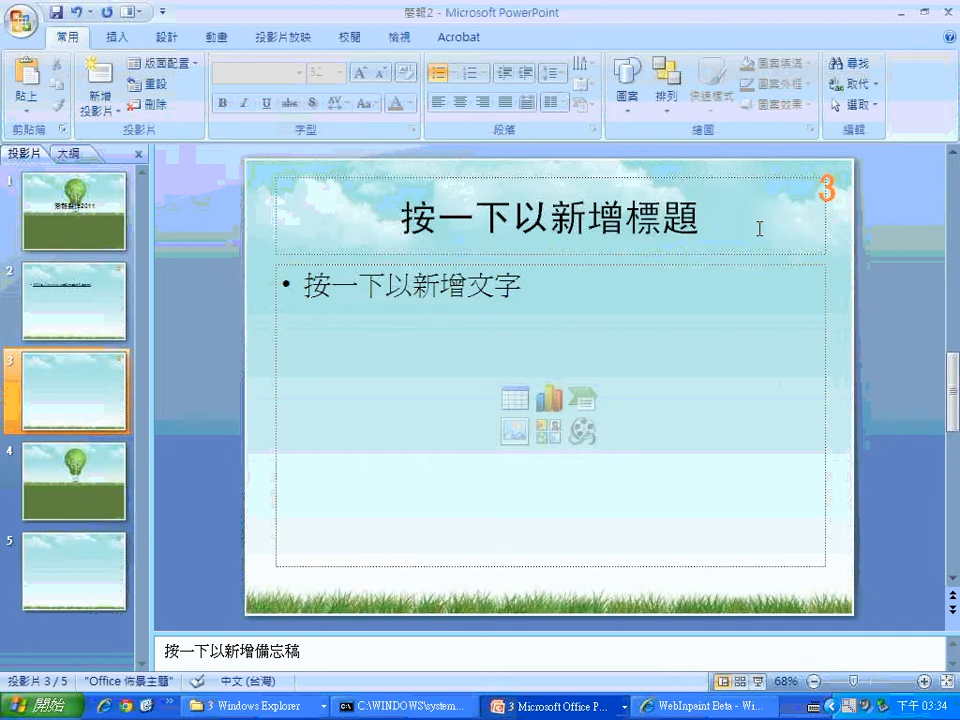 簡報2 - Microsoft PowerPoint
常用 插入 設計 動畫 投影片放映 校閱 檢視 Acrobat
貼上
剪貼簿
新增
投影片
版面配置
重設
刪除
投影片
32
字型
段落
圖案
排列
快速樣式
圖案填滿
圖案外框
圖案效果
繪圖
尋找
取代
選取
編輯
投影片 大綱
1
2
3
4
5
3
按一下以新增標題
• 按一下以新增文字
按一下以新增備忘稿
投影片 3 / 5 "Office 佈景主題" 中文 (台灣) 68%
開始 3 Windows Explorer C:\WINDOWS\system... 3 Microsoft Office P... WebInpaint Beta - Wi... 下午 03:34